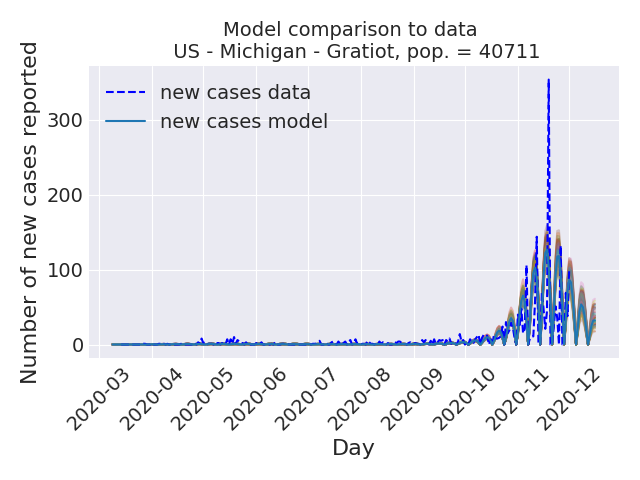 Model comparison to data
US - Michigan - Gratiot, pop. = 40711
Number of new cases reported
new cases data
new cases model
300
200
100
0
2020-03
2020-04
2020-05
2020-06
2020-07
2020-08
2020-09
2020-10
2020-11
2020-12
Day